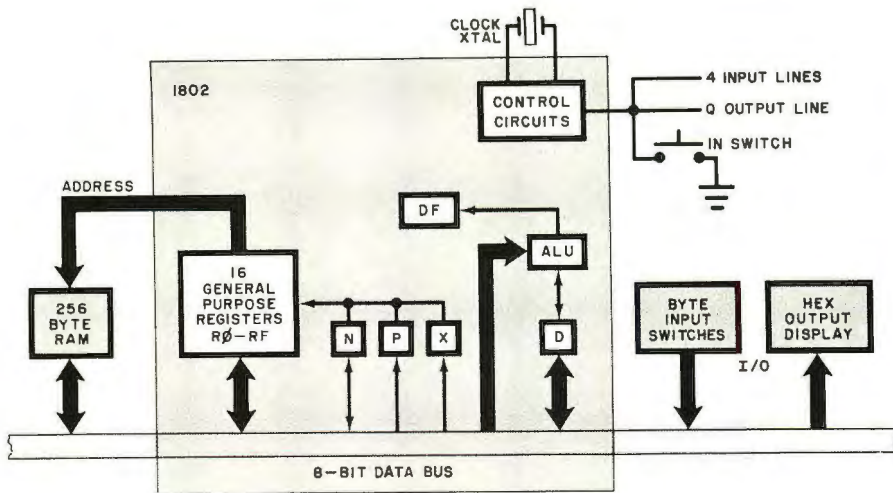 CLOCK
XTAL
1802
CONTROL
CIRCUITS
4 INPUT LINES
Q OUTPUT LINE
IN SWITCH
ADDRESS
DF
ALU
16
GENERAL
PURPOSE
REGISTERS
RØ—RF
256
BYTE
RAM
N
P
X
D
BYTE
INPUT
SWITCHES
HEX
OUTPUT
DISPLAY
I/O
8-BIT DATA BUS